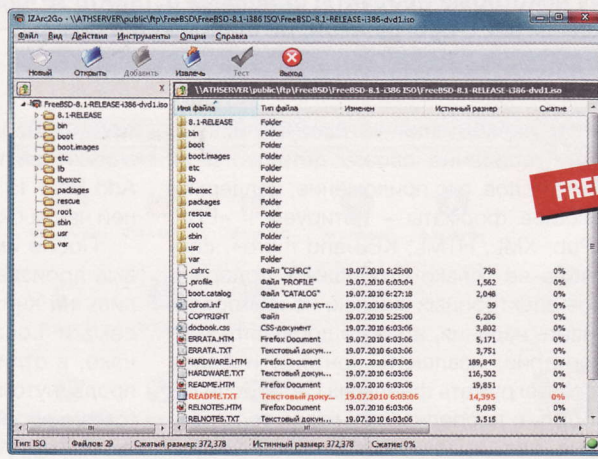 IZArc2Go - \\ATHSERVER\public\ftp\FreeBSD\FreeBSD-8.1-i386 ISO\FreeBSD-8.1-RELEASE-i386-dvd1.iso
Файл Вид Действия Инструменты Опции Справка
Новый Открыть Добавить Извлечь Тест Выход
\\ATHSERVER\public\ftp\FreeBSD\FreeBSD-8.1-i386 ISO\FreeBSD-8.1-RELEASE-i386-dvd1.iso
FreeBSD-8.1-RELEASE-i386-dvd1.iso
8.1-RELEASE
bin
boot
boot.images
etc
lib
libexec
packages
rescue
root
sbin
usr
var
Имя файла Тип файла Изменен Истинный размер Сжатие
8.1-RELEASE Folder
bin Folder
boot Folder
boot.images Folder
etc Folder
lib Folder
libexec Folder
packages Folder
rescue Folder
root Folder
sbin Folder
usr Folder
var Folder
.cshrc Файл "CSHRC" 19.07.2010 5:25:00 798 0%
.profile Файл "PROFILE" 19.07.2010 6:03:04 1,562 0%
boot.catalog Файл "CATALOG" 19.07.2010 6:27:18 2,048 0%
cdrom.inf Сведения для уст... 19.07.2010 6:03:06 39 0%
COPYRIGHT Файл 19.07.2010 5:25:00 6,206 0%
docbook.css CSS-документ 19.07.2010 6:03:06 3,802 0%
ERRATA.HTM Firefox Document 19.07.2010 6:03:06 5,171 0%
ERRATA.TXT Текстовый докум... 19.07.2010 6:03:06 3,751 0%
HARDWARE.HTM Firefox Document 19.07.2010 6:03:06 189,843 0%
HARDWARE.TXT Текстовый докум... 19.07.2010 6:03:06 116,302 0%
README.HTM Firefox Document 19.07.2010 6:03:06 19,851 0%
README.TXT Текстовый доку... 19.07.2010 6:03:06 14,395 0%
RELNOTES.HTM Firefox Document 19.07.2010 6:03:06 5,095 0%
RELNOTES.TXT Текстовый докум... 19.07.2010 6:03:06 3,515 0%
FREE
Тип: ISO Файлов: 29 Сжатый размер: 372,378 Истинный размер: 372,378 Сжатие: 0%